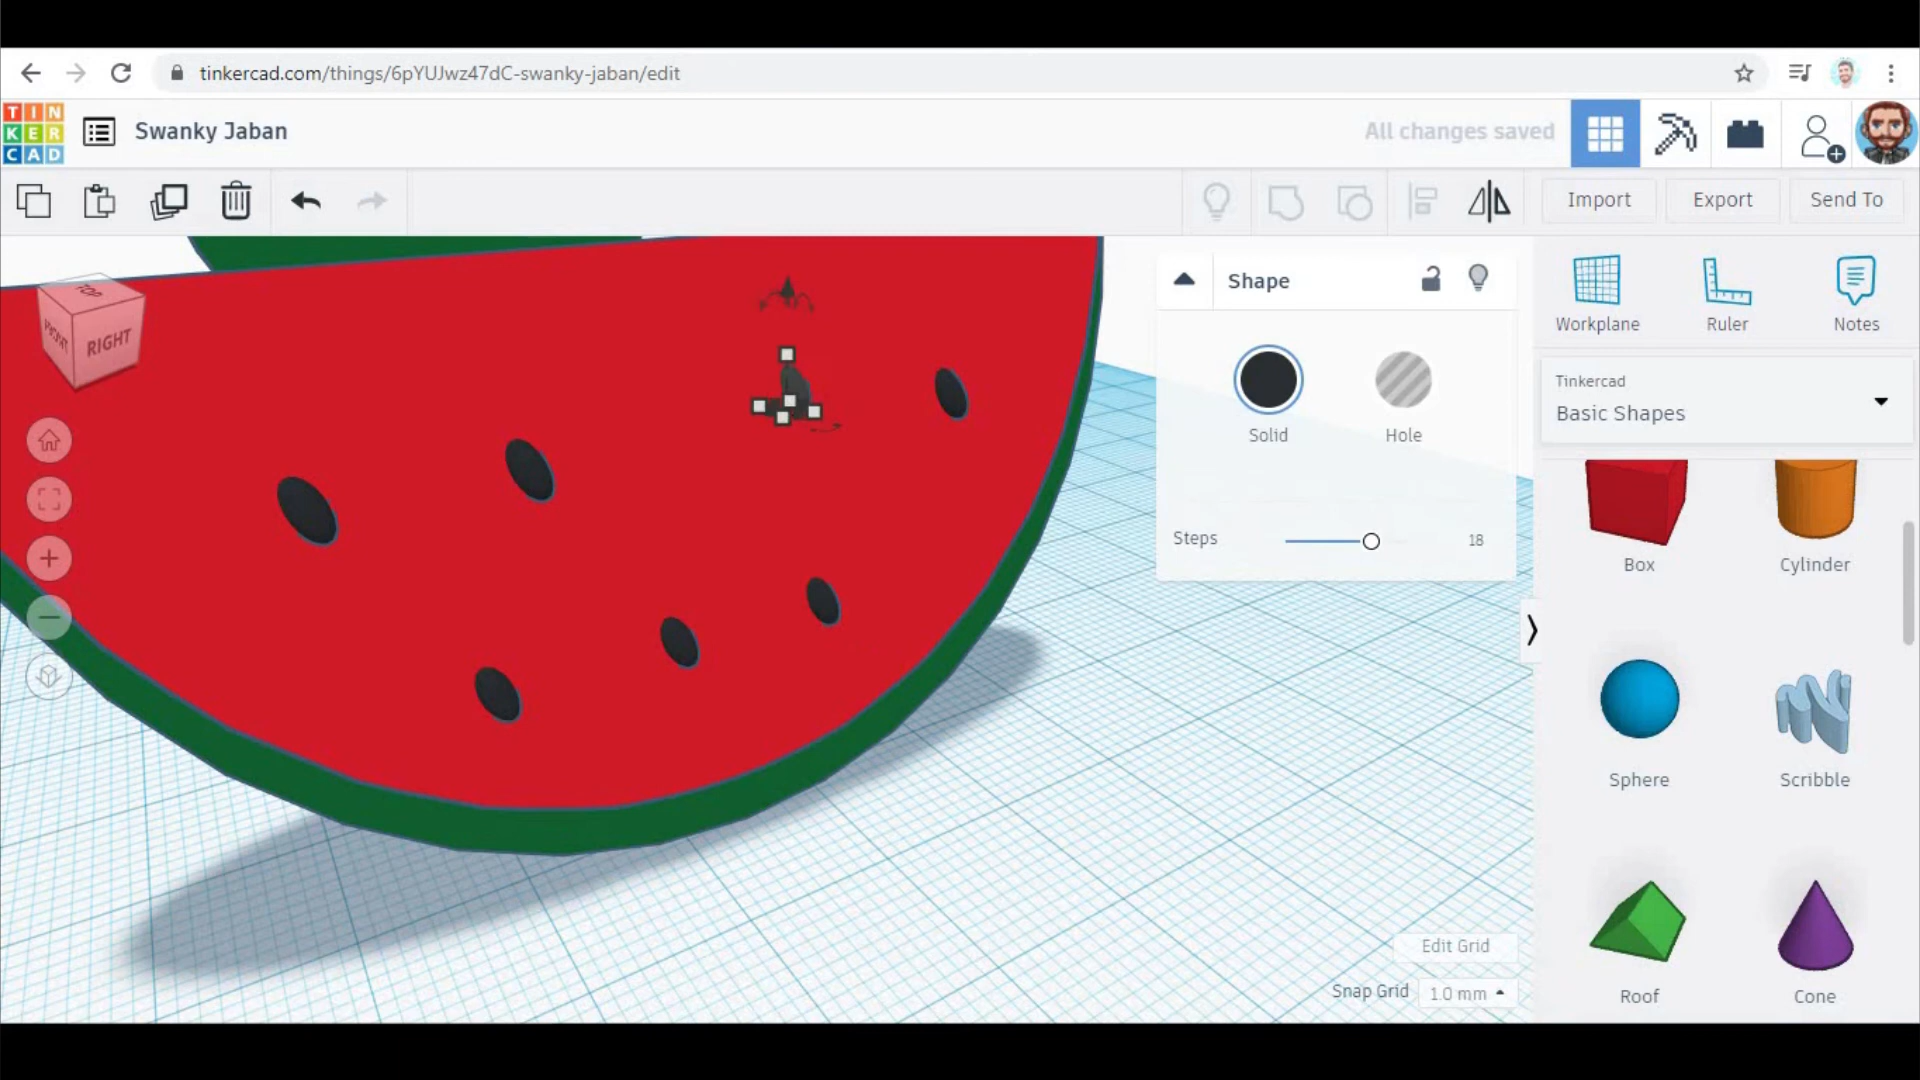 tinkercad.com/things/6pYUJwz47dC-swanky-jaban/edit
TIN
KER
CAD
Swanky Jaban
All changes saved
Import
Export
Send To
TOP
FRONT
RIGHT
Shape
Solid
Hole
Steps
18
Workplane
Ruler
Notes
Tinkercad
Basic Shapes
Box
Cylinder
Sphere
Scribble
Roof
Cone
Edit Grid
Snap Grid
1.0 mm